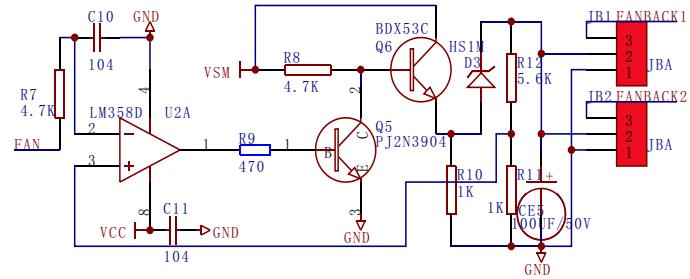 C10
GND
104
R7
4.7K
FAN
LM358D
U2A
2
3
4
8
1
VCC
C11
GND
104
R9
470
1
VSM
R8
4.7K
2
Q5
PJ2N3904
B
C
E
3
GND
BDX53C
Q6
HS1M
D3
R12
5.6K
R10
1K
R11
1K
CE5
+
100UF/50V
GND
JB1
FANBACK1
3
2
1
JBA
JB2
FANBACK2
3
2
1
JBA